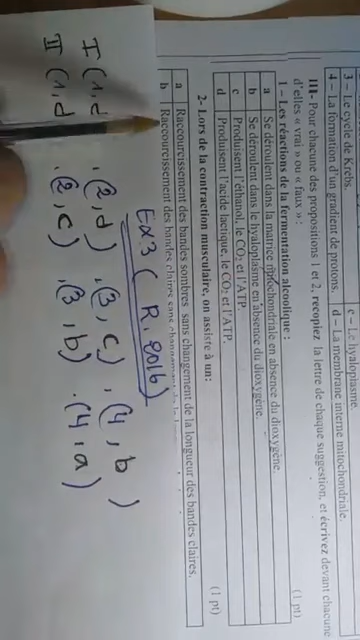 3 – Le cycle de Krebs.
c – Le hyaloplasme.
4 – La formation d'un gradient de protons.
d – La membrane interne mitochondriale.
III- Pour chacune des propositions 1 et 2, recopiez la lettre de chaque suggestion, et écrivez devant chacune
d'elles « vrai » ou « faux » :
1 – Les réactions de la fermentation alcoolique :
(1 pt)
a Se déroulent dans la matrice mitochondriale en absence du dioxygène.
b Se déroulent dans le hyaloplasme en absence du dioxygène.
c Produisent l'éthanol, le CO₂ et l'ATP.
d Produisent l'acide lactique, le CO₂ et l'ATP.
2- Lors de la contraction musculaire, on assiste à un:
(1 pt)
a Raccourcissement des bandes sombres sans changement de la longueur des bandes claires.
b Raccourcissement des bandes claires sans
Ex3 ( R. 2016)
I (1, d . (2, d) . (3, c) , (4, b)
II (1, d . (2, c) . (3, b) . (4, a)